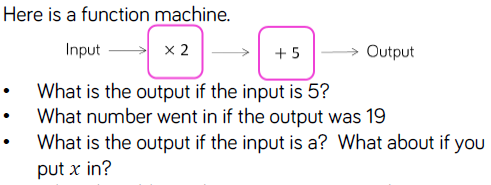 Here is a function machine.
Input × 2 + 5 Output
• What is the output if the input is 5?
• What number went in if the output was 19
• What is the output if the input is a? What about if you
put x in?